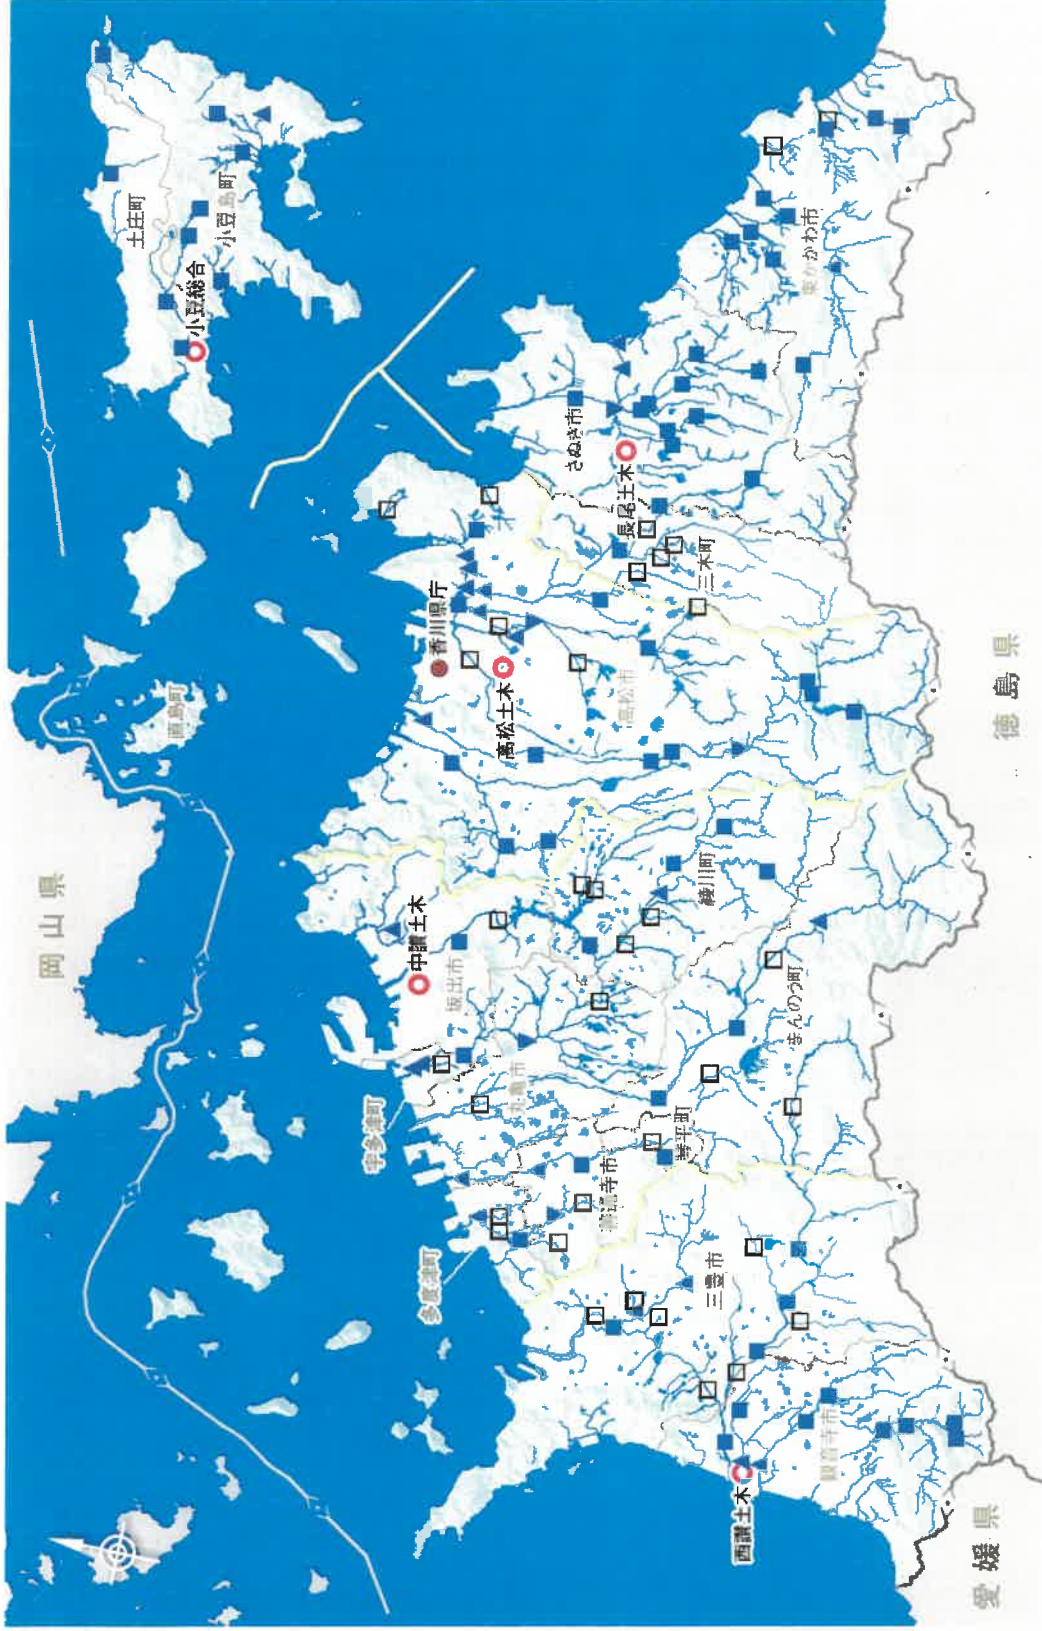 岡山県
土庄町
小豆島町
小豆総合
直島町
香川県庁
高松土木
高松市
さぬき市
長尾土木
三木町
東かがわ市
中讃土木
坂出市
宇多津町
丸亀市
綾川町
多度津町
善通寺市
琴平町
まんのう町
三豊市
西讃土木
観音寺市
愛媛県
徳島県